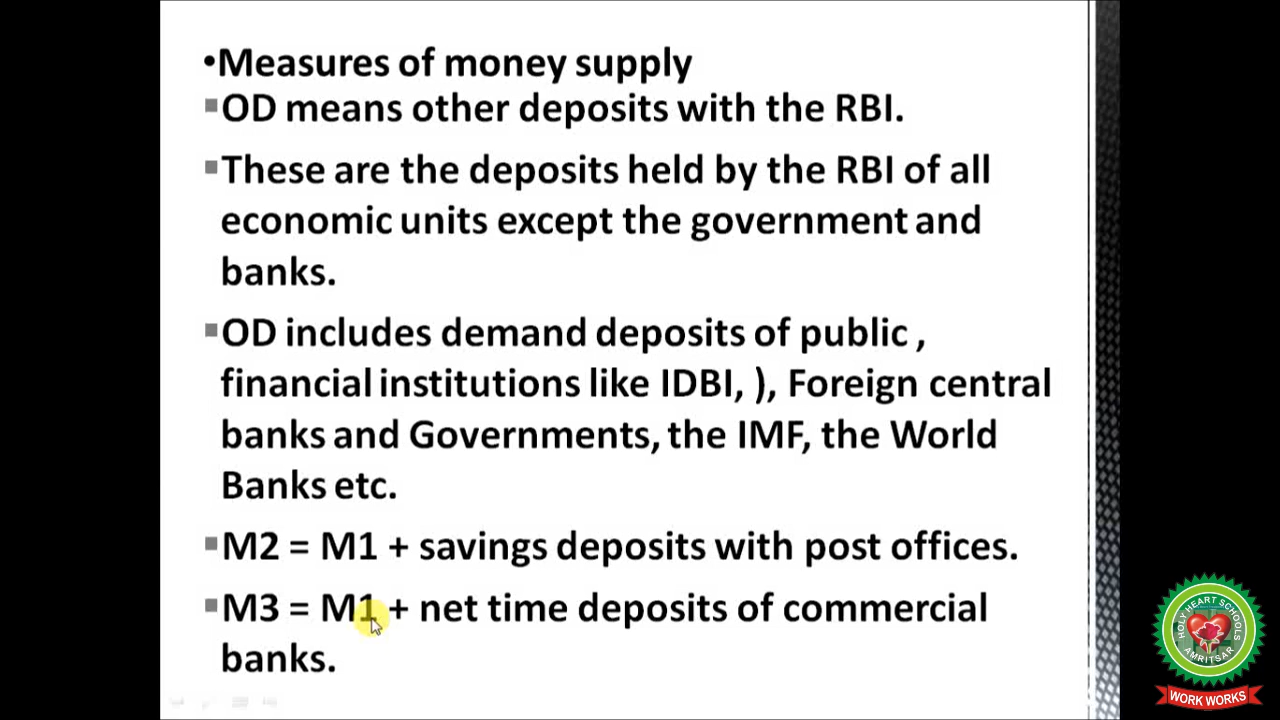 •Measures of money supply
▪OD means other deposits with the RBI.
▪These are the deposits held by the RBI of all
economic units except the government and
banks.
▪OD includes demand deposits of public ,
financial institutions like IDBI, ), Foreign central
banks and Governments, the IMF, the World
Banks etc.
▪M2 = M1 + savings deposits with post offices.
▪M3 = M1 + net time deposits of commercial
banks.
HOLY HEART SCHOOLS
AMRITSAR
WORK WORKS